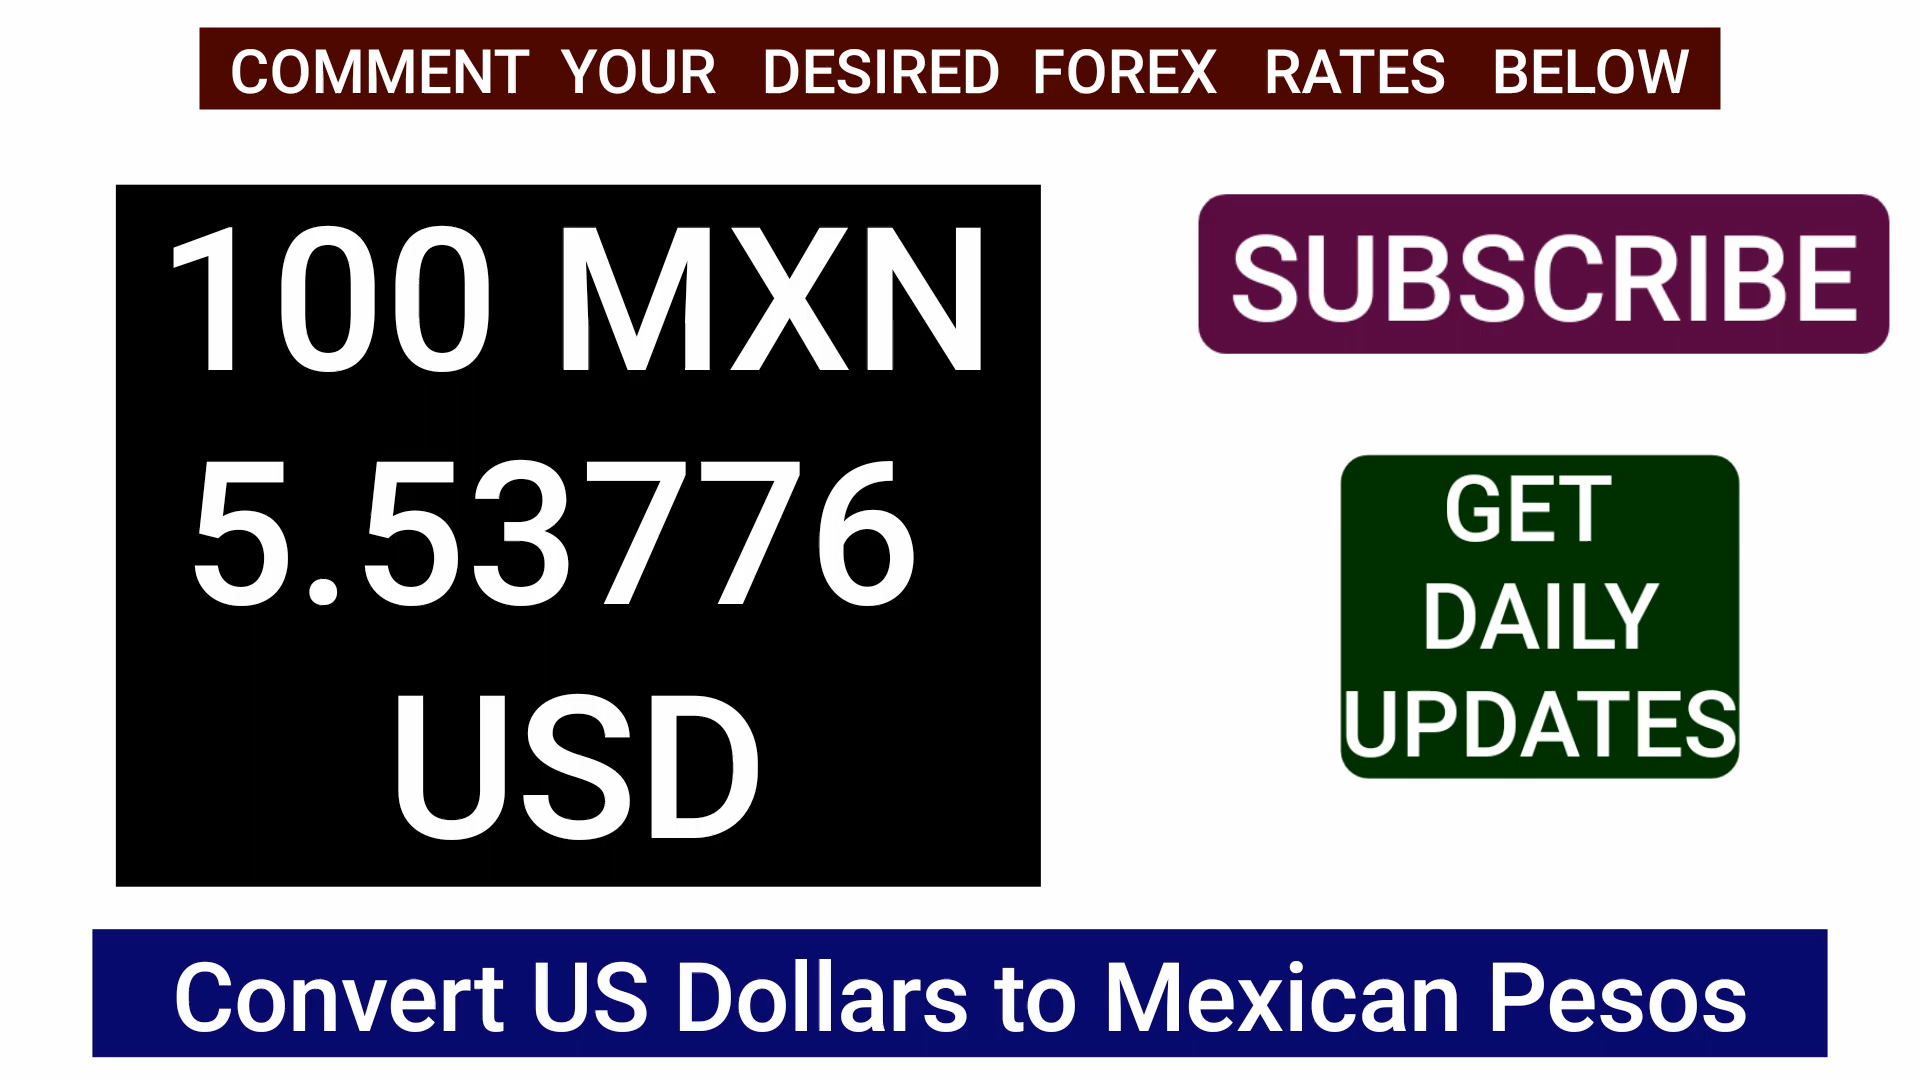 COMMENT YOUR DESIRED FOREX RATES BELOW
100 MXN
5.53776
USD
SUBSCRIBE
GET
DAILY
UPDATES
Convert US Dollars to Mexican Pesos